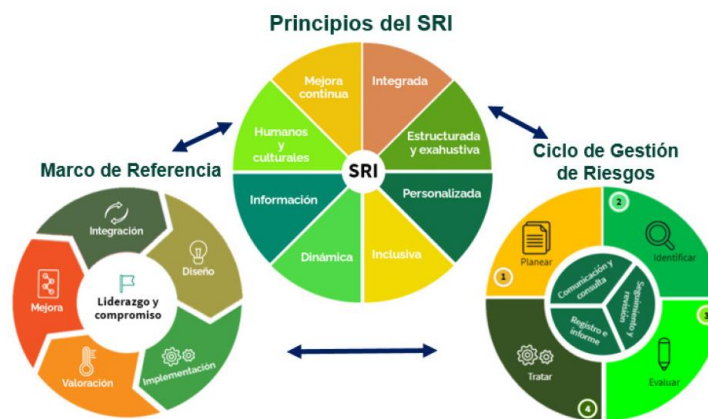 Principios del SRI
Mejora
continua
Integrada
Humanos
y
culturales
Estructurada
y exahustiva
SRI
Información
Personalizada
Dinámica
Inclusiva
Marco de Referencia
Integración
Diseño
Mejora
Liderazgo y
compromiso
Valoración
Implementación
Ciclo de Gestión
de Riesgos
2
Planear
Identificar
1
Comunicación y
consulta
Seguimiento y
revisión
Registro e
informe
3
Tratar
Evaluar
4